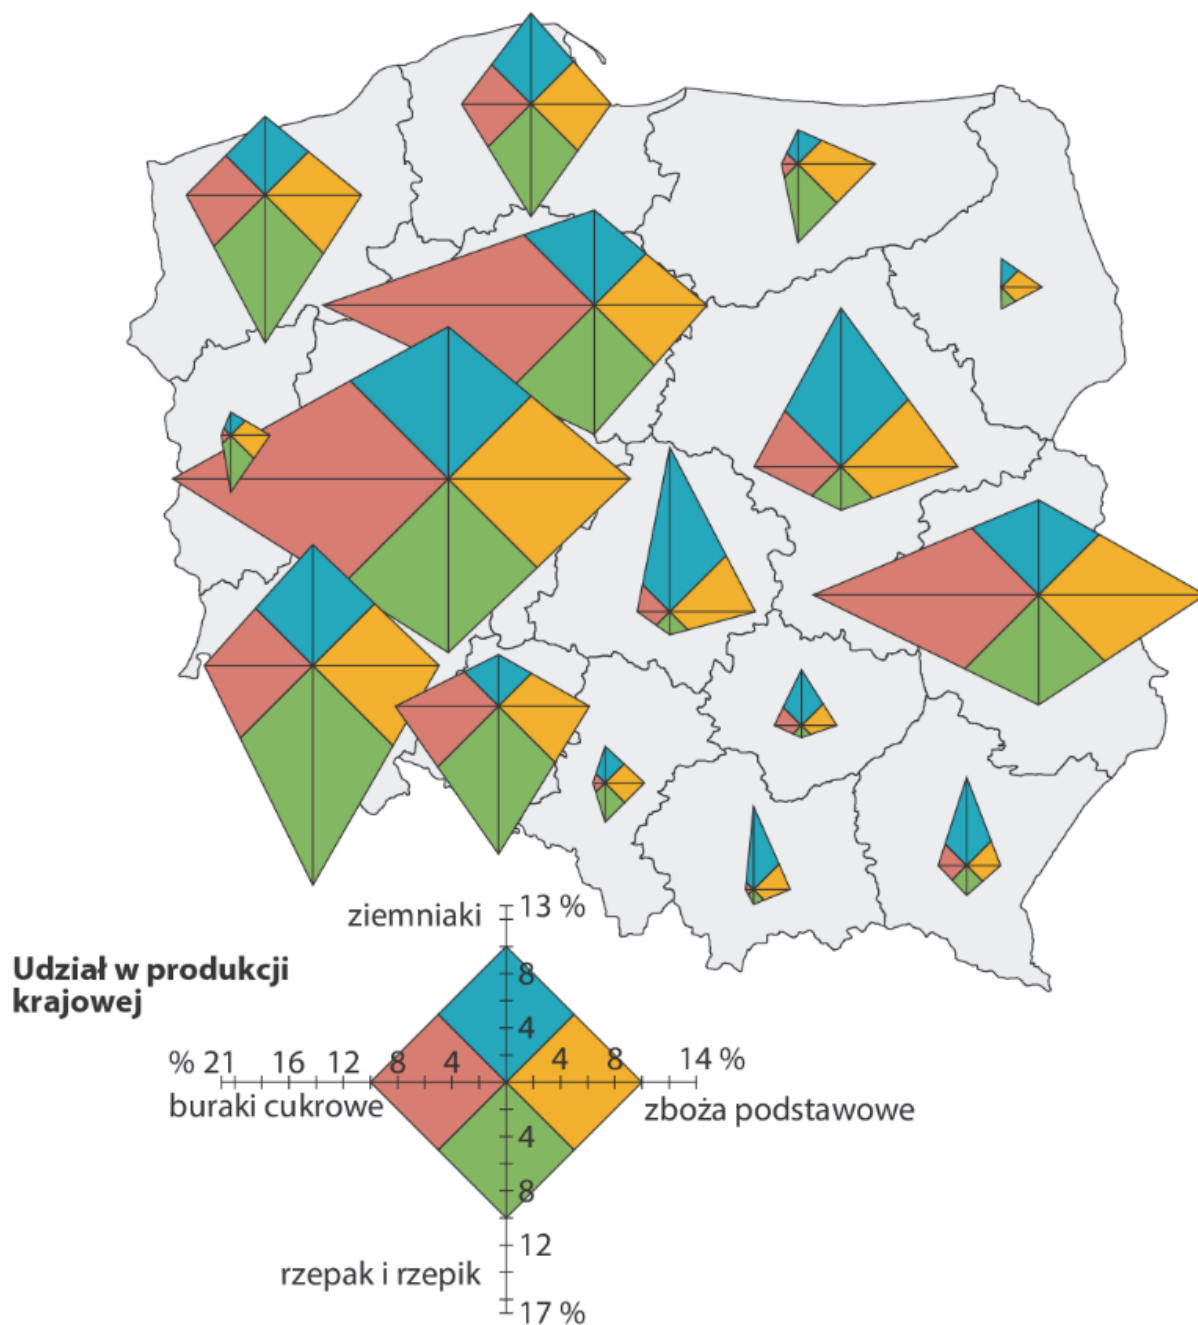 ziemniaki
13 %
Udział w produkcji
krajowej
8
4
% 21 16 12 8 4 4 8 14 %
buraki cukrowe
zboża podstawowe
4
8
12
rzepak i rzepik
17 %